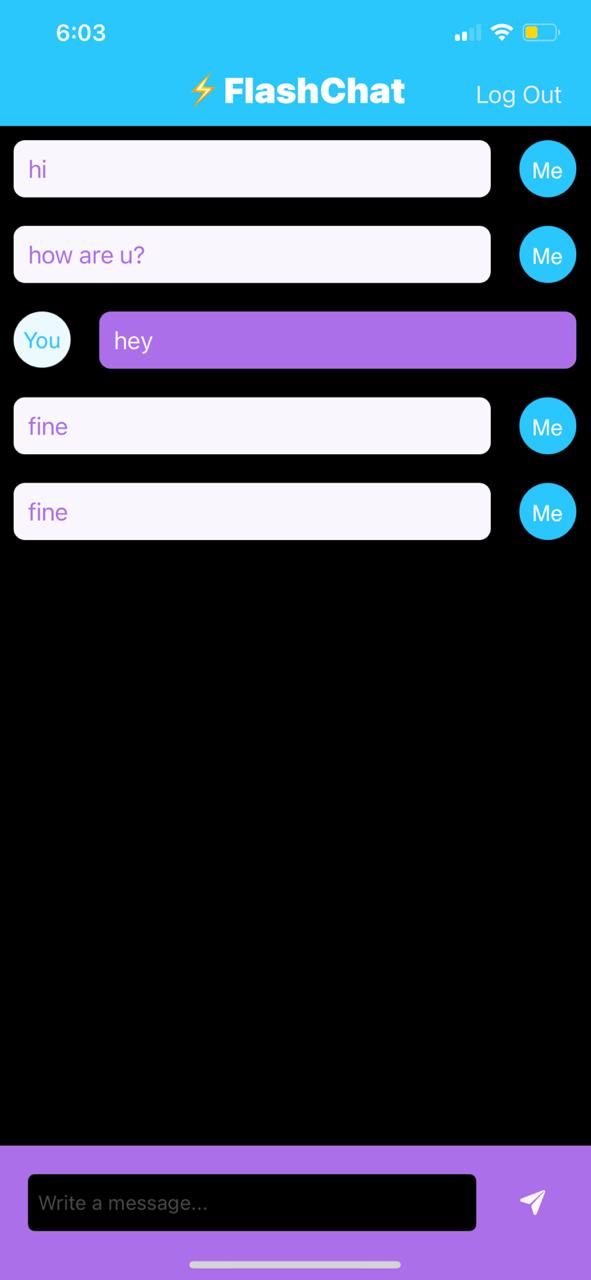 6:03
⚡️FlashChat
Log Out
hi
Me
how are u?
Me
You
hey
fine
Me
fine
Me
Write a message...